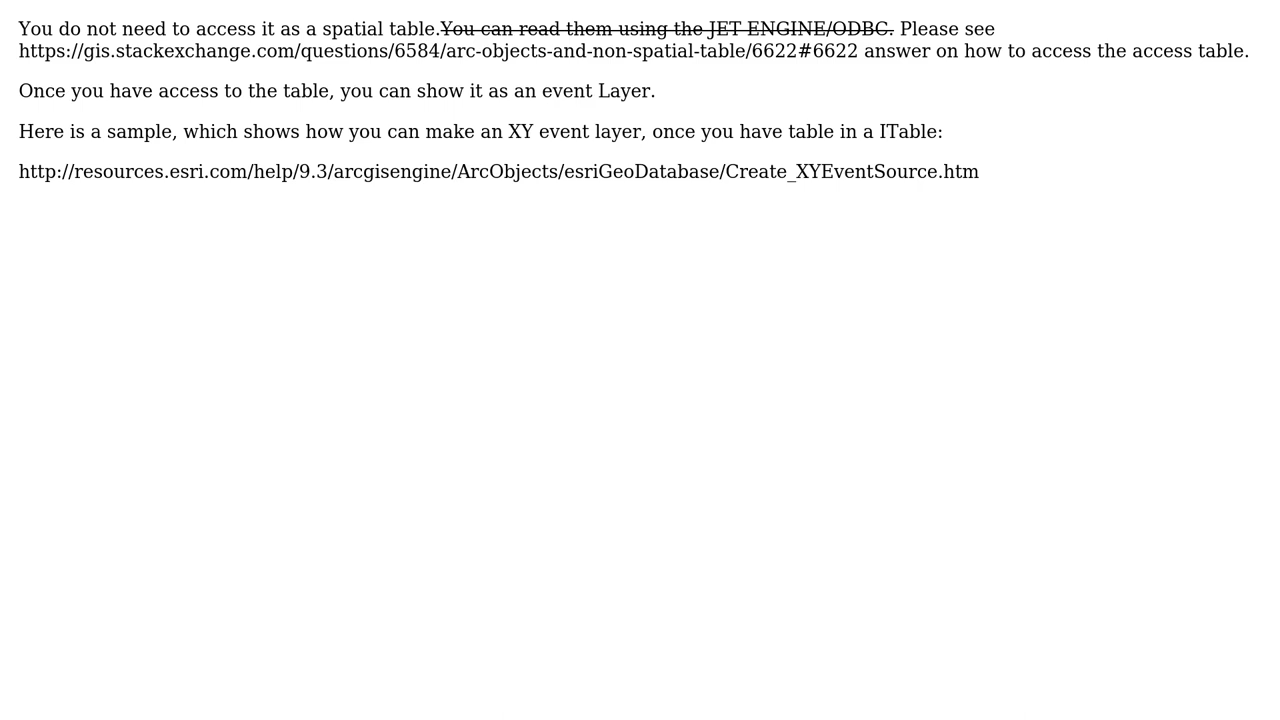 You do not need to access it as a spatial table.You can read them using the JET ENGINE/ODBC. Please see
https://gis.stackexchange.com/questions/6584/arc-objects-and-non-spatial-table/6622#6622 answer on how to access the access table.
Once you have access to the table, you can show it as an event Layer.
Here is a sample, which shows how you can make an XY event layer, once you have table in a ITable:
http://resources.esri.com/help/9.3/arcgisengine/ArcObjects/esriGeoDatabase/Create_XYEventSource.htm